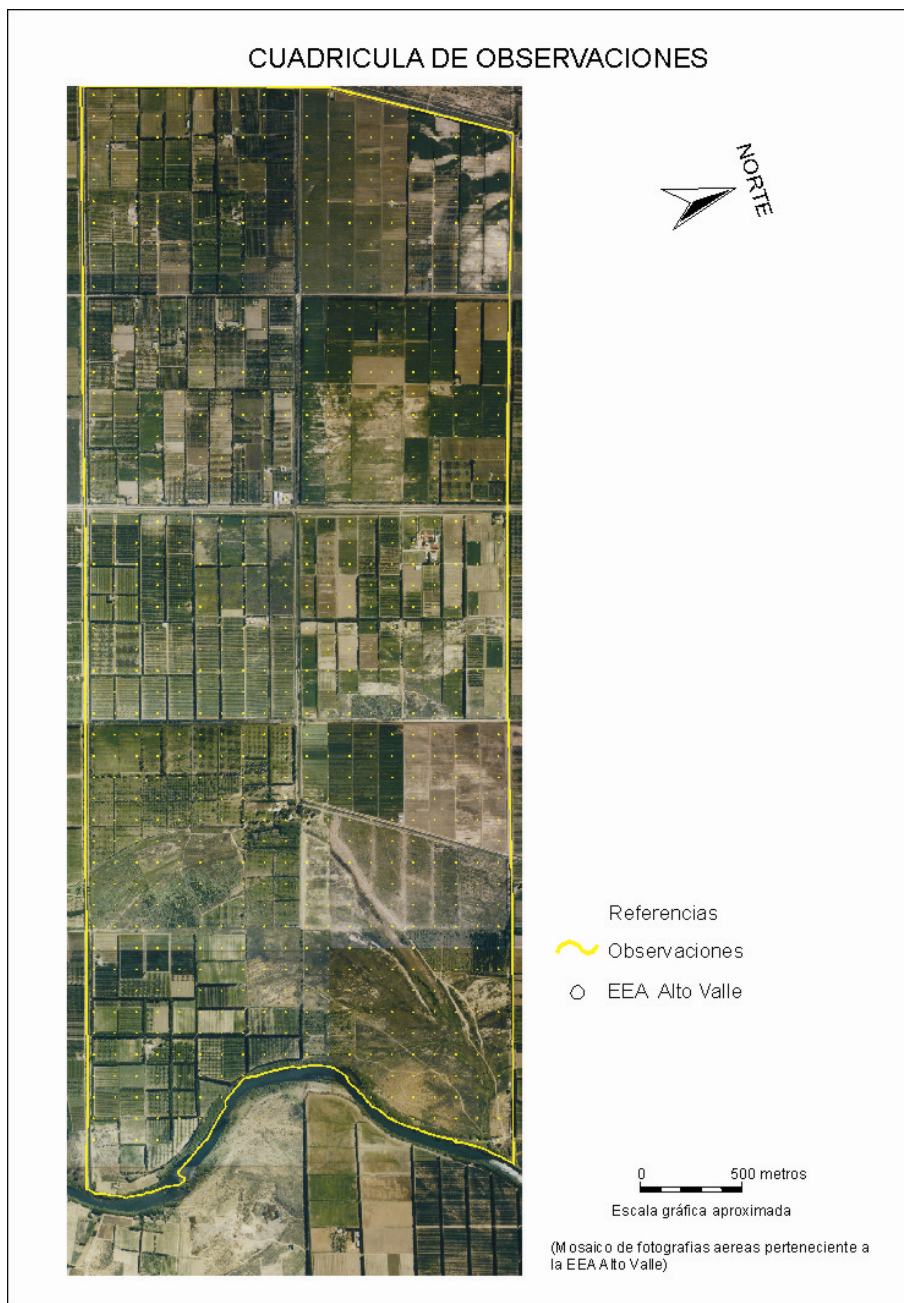 CUADRICULA DE OBSERVACIONES
NORTE
Referencias
Observaciones
EEA Alto Valle
0 500 metros
Escala gráfica aproximada
(Mosaico de fotografias aereas perteneciente a
la EEA Alto Valle)